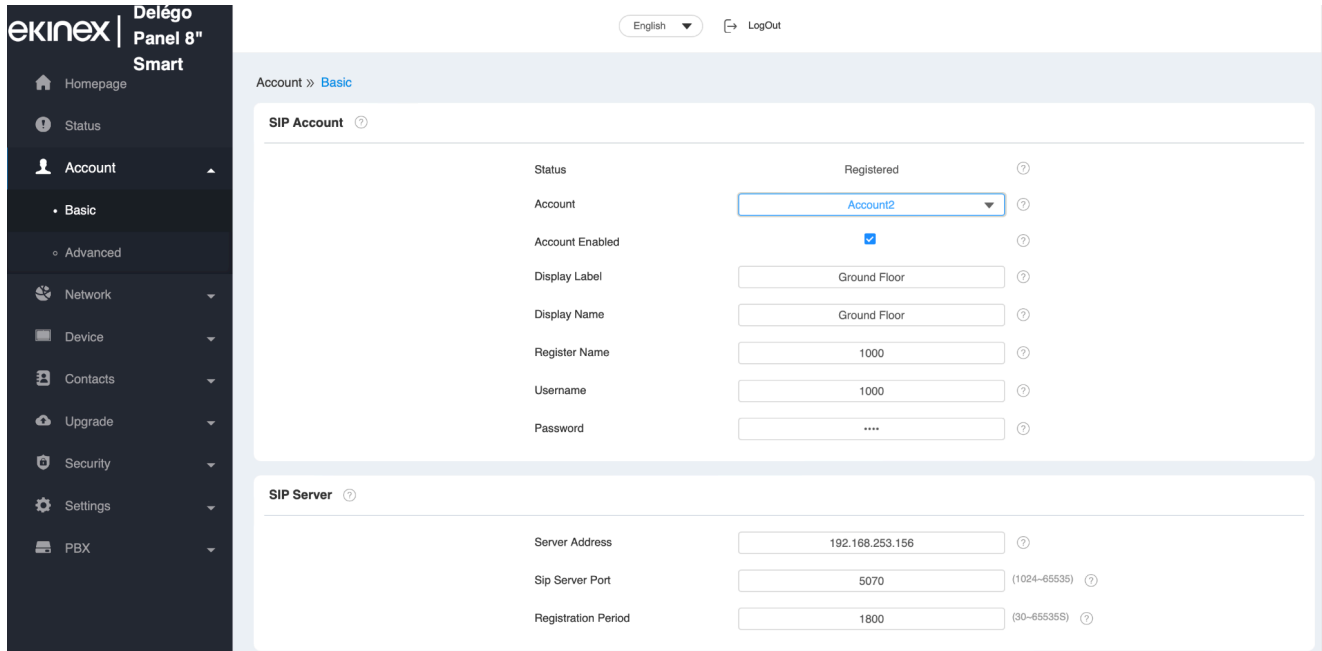 ekinex
Delégo
Panel 8"
Smart
English
LogOut
Homepage
Status
Account
Basic
Advanced
Network
Device
Contacts
Upgrade
Security
Settings
PBX
Account » Basic
SIP Account ?
Status Registered ?
Account Account2 ?
Account Enabled ?
Display Label Ground Floor ?
Display Name Ground Floor ?
Register Name 1000 ?
Username 1000 ?
Password •••• ?
SIP Server ?
Server Address 192.168.253.156 ?
Sip Server Port 5070 (1024~65535) ?
Registration Period 1800 (30~65535S) ?